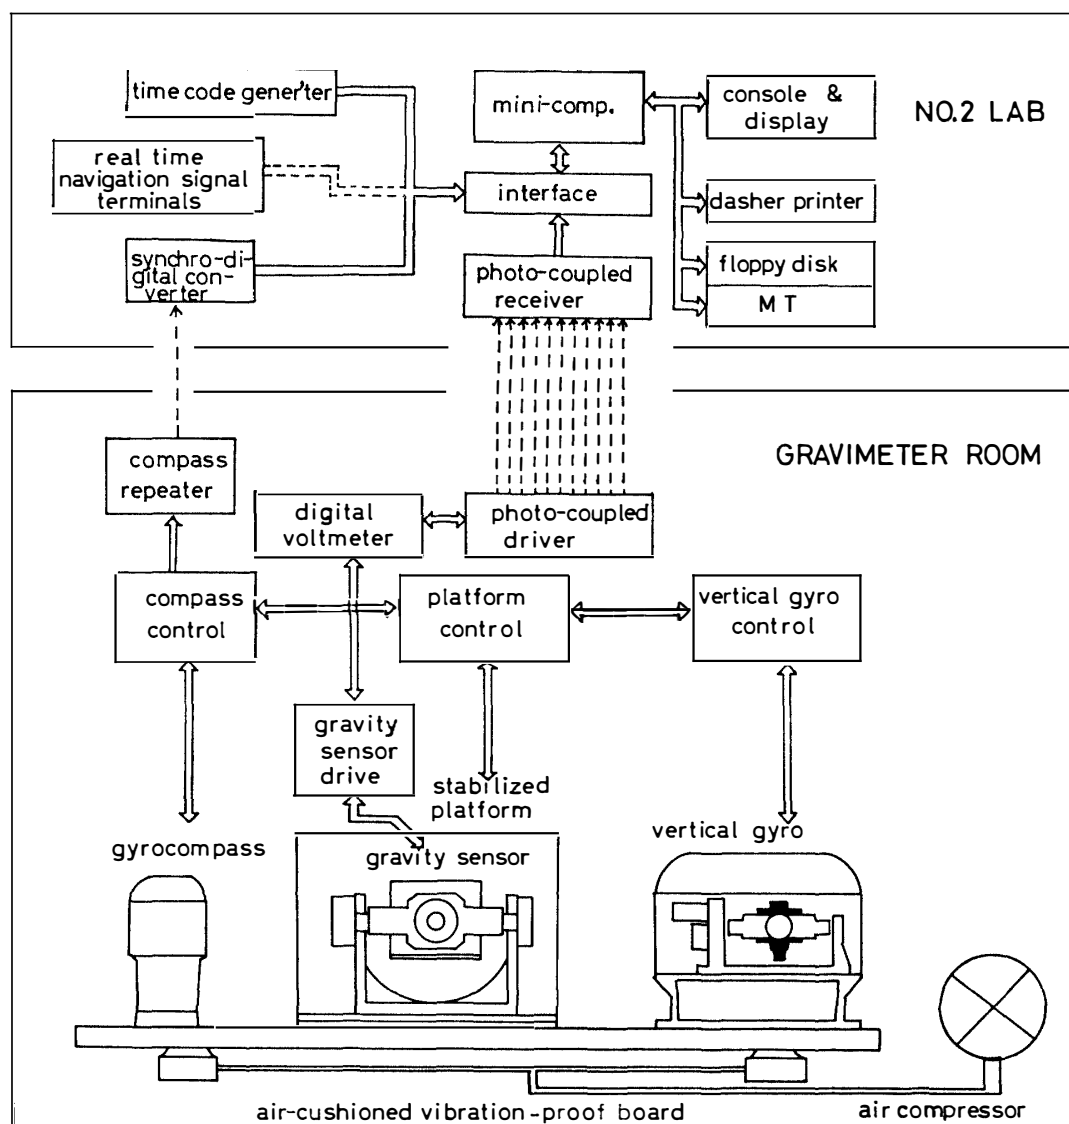 time code gener'ter
mini-comp.
console &
display
NO.2 LAB
real time
navigation signal
terminals
interface
dasher printer
synchro-di-
gital con-
verter
photo-coupled
receiver
floppy disk
MT
compass
repeater
GRAVIMETER ROOM
digital
voltmeter
photo-coupled
driver
compass
control
platform
control
vertical gyro
control
gravity
sensor
drive
stabilized
platform
gyrocompass
gravity sensor
vertical gyro
air-cushioned vibration-proof board
air compressor